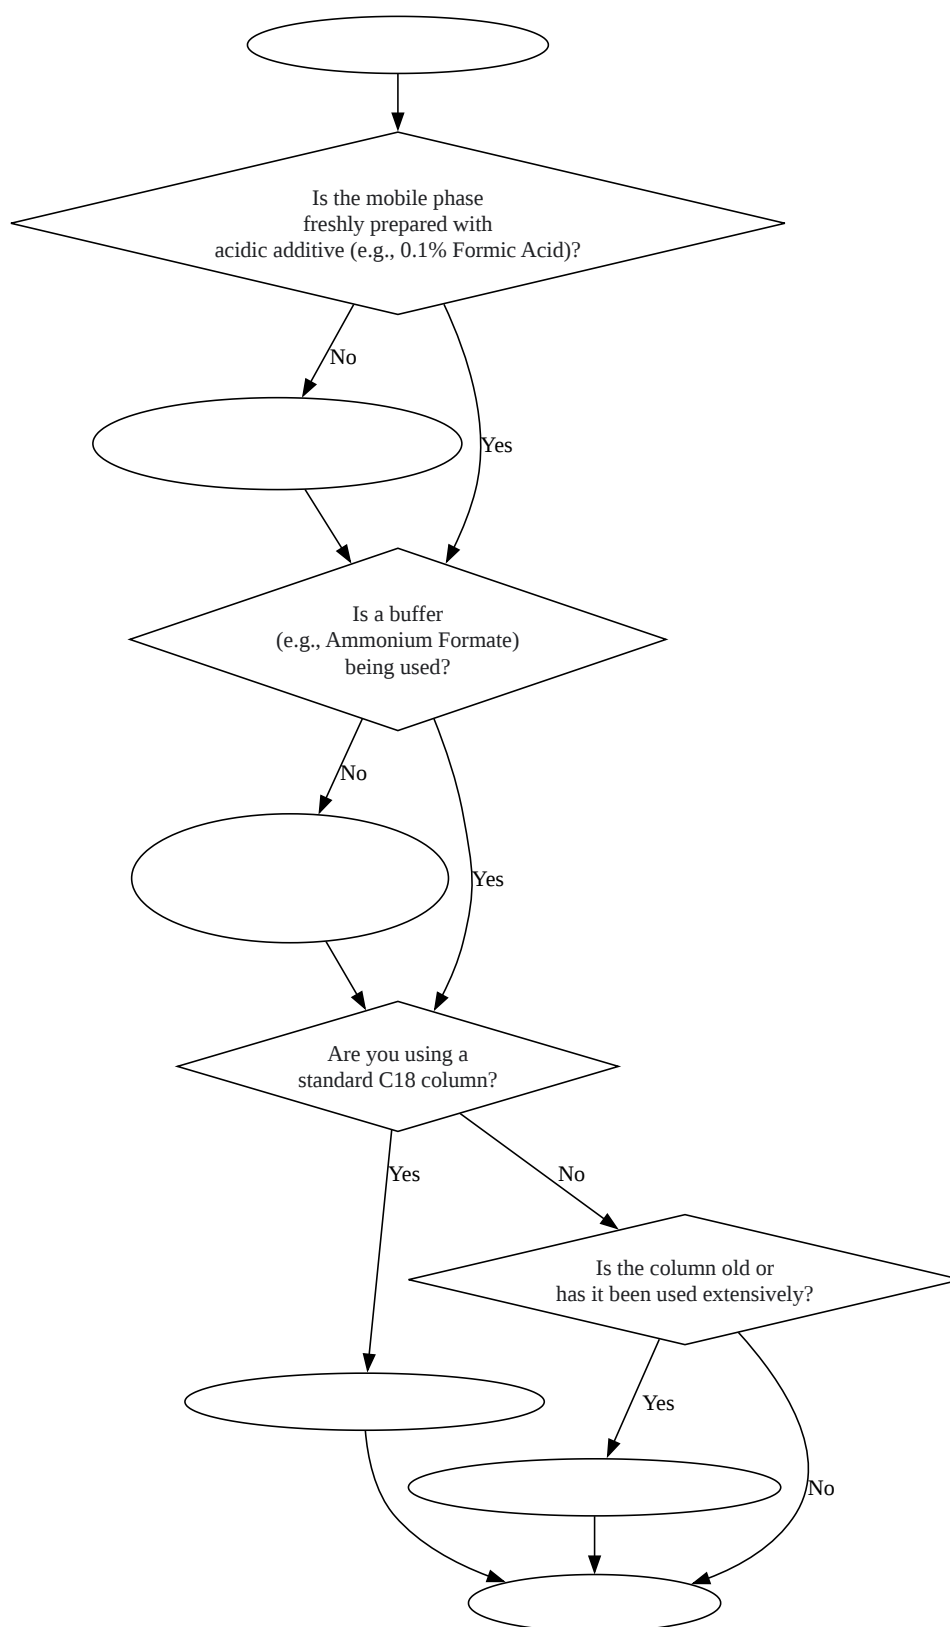 Is the mobile phase
freshly prepared with
acidic additive (e.g., 0.1% Formic Acid)?
No
Yes
Is a buffer
(e.g., Ammonium Formate)
being used?
No
Yes
Are you using a
standard C18 column?
Yes
No
Is the column old or
has it been used extensively?
Yes
No